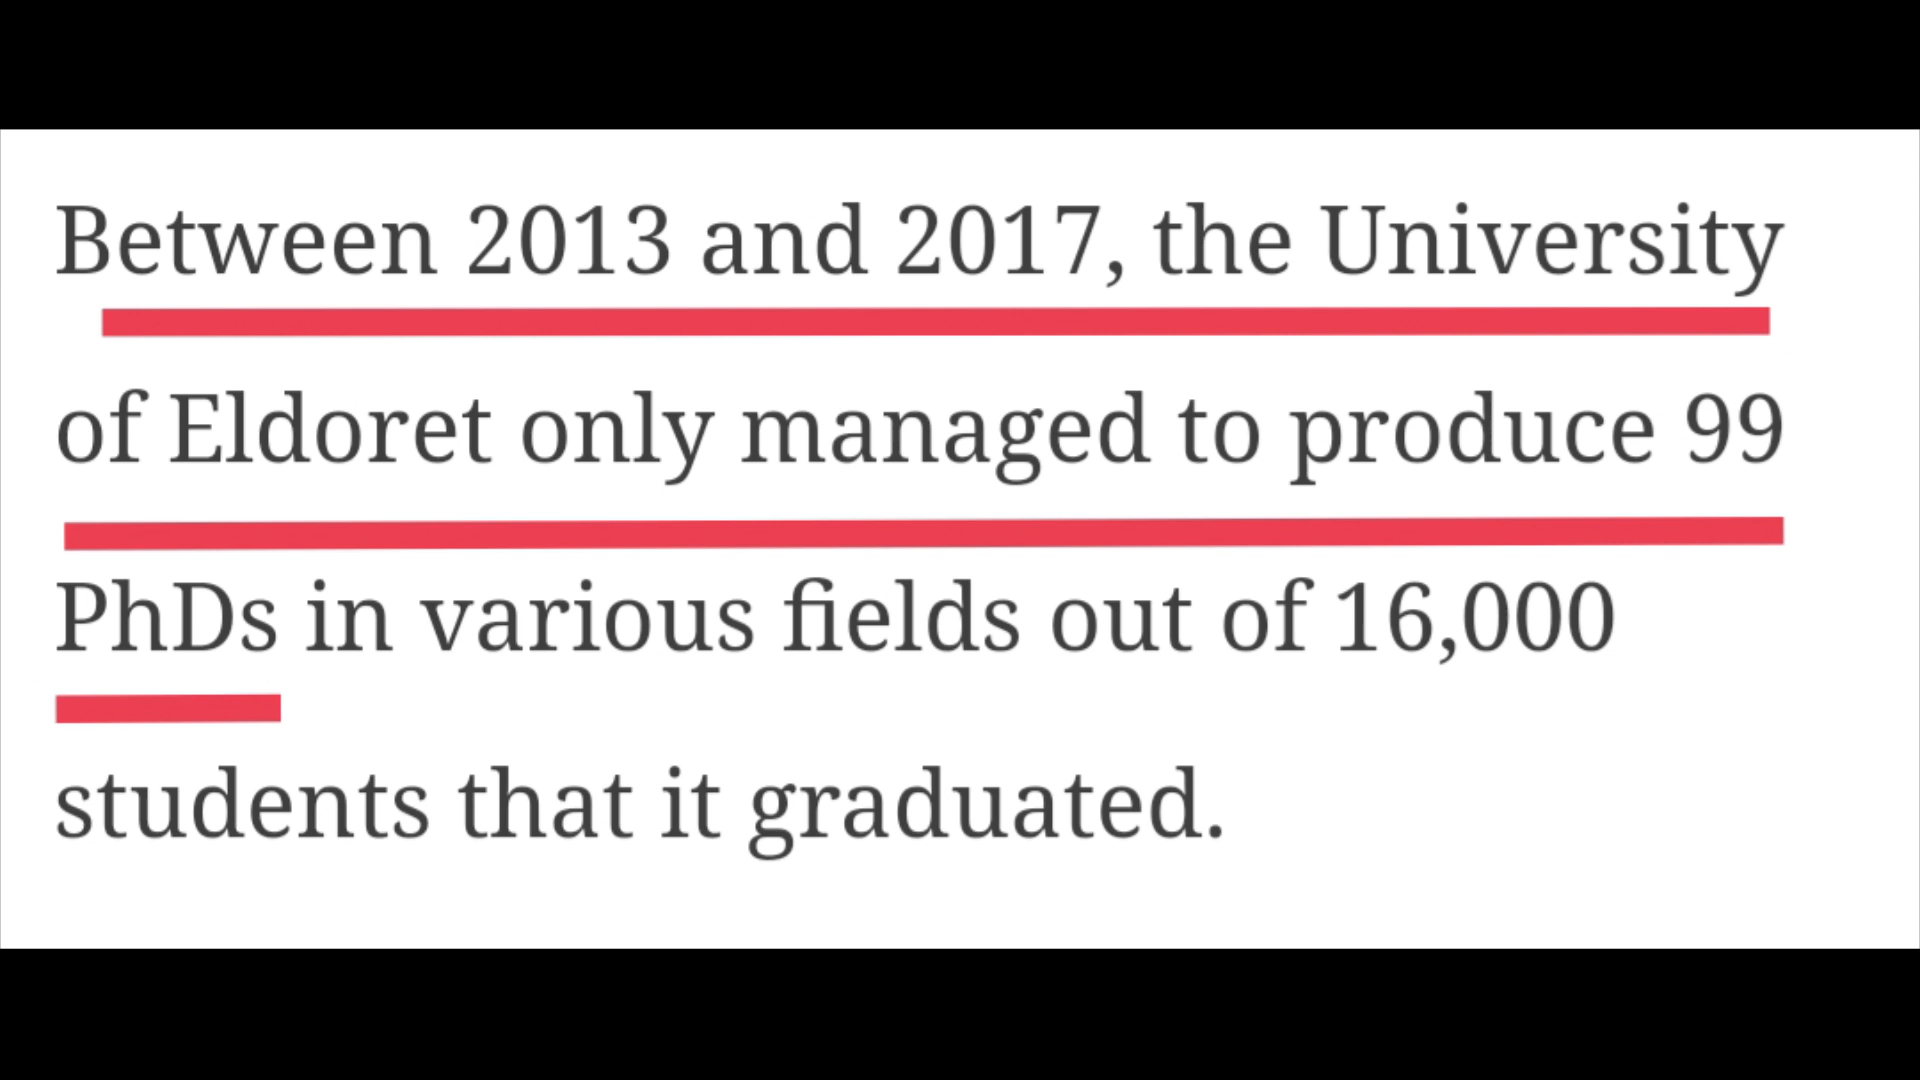 Between 2013 and 2017, the University
of Eldoret only managed to produce 99
PhDs in various fields out of 16,000
students that it graduated.